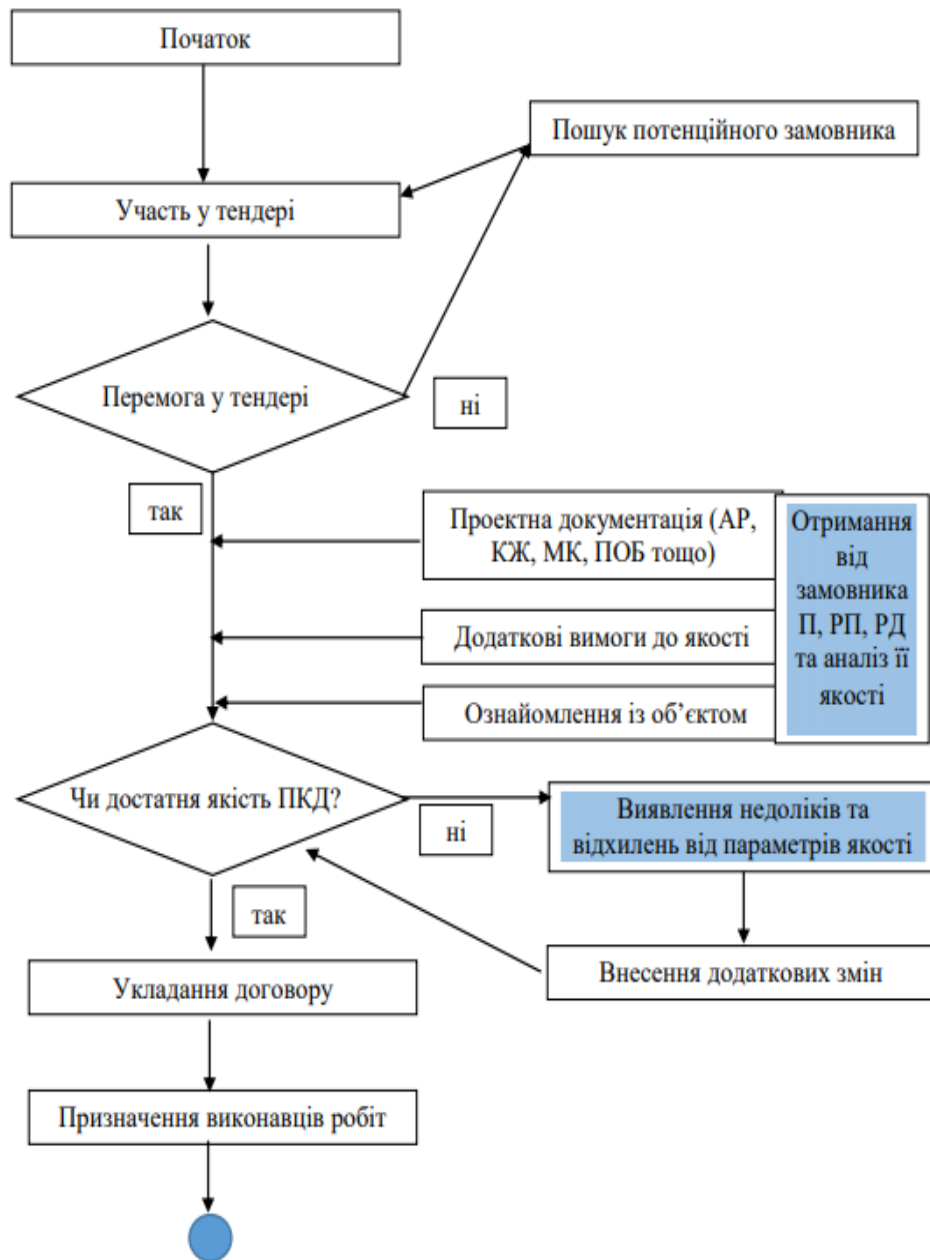 Початок
Пошук потенційного замовника
Участь у тендері
Перемога у тендері
ні
так
Проектна документація (АР,
КЖ, МК, ПОБ тощо)
Додаткові вимоги до якості
Ознайомлення із об’єктом
Отримання
від
замовника
П, РП, РД
та аналіз її
якості
Чи достатня якість ПКД?
ні
Виявлення недоліків та
відхилень від параметрів якості
так
Внесення додаткових змін
Укладання договору
Призначення виконавців робіт